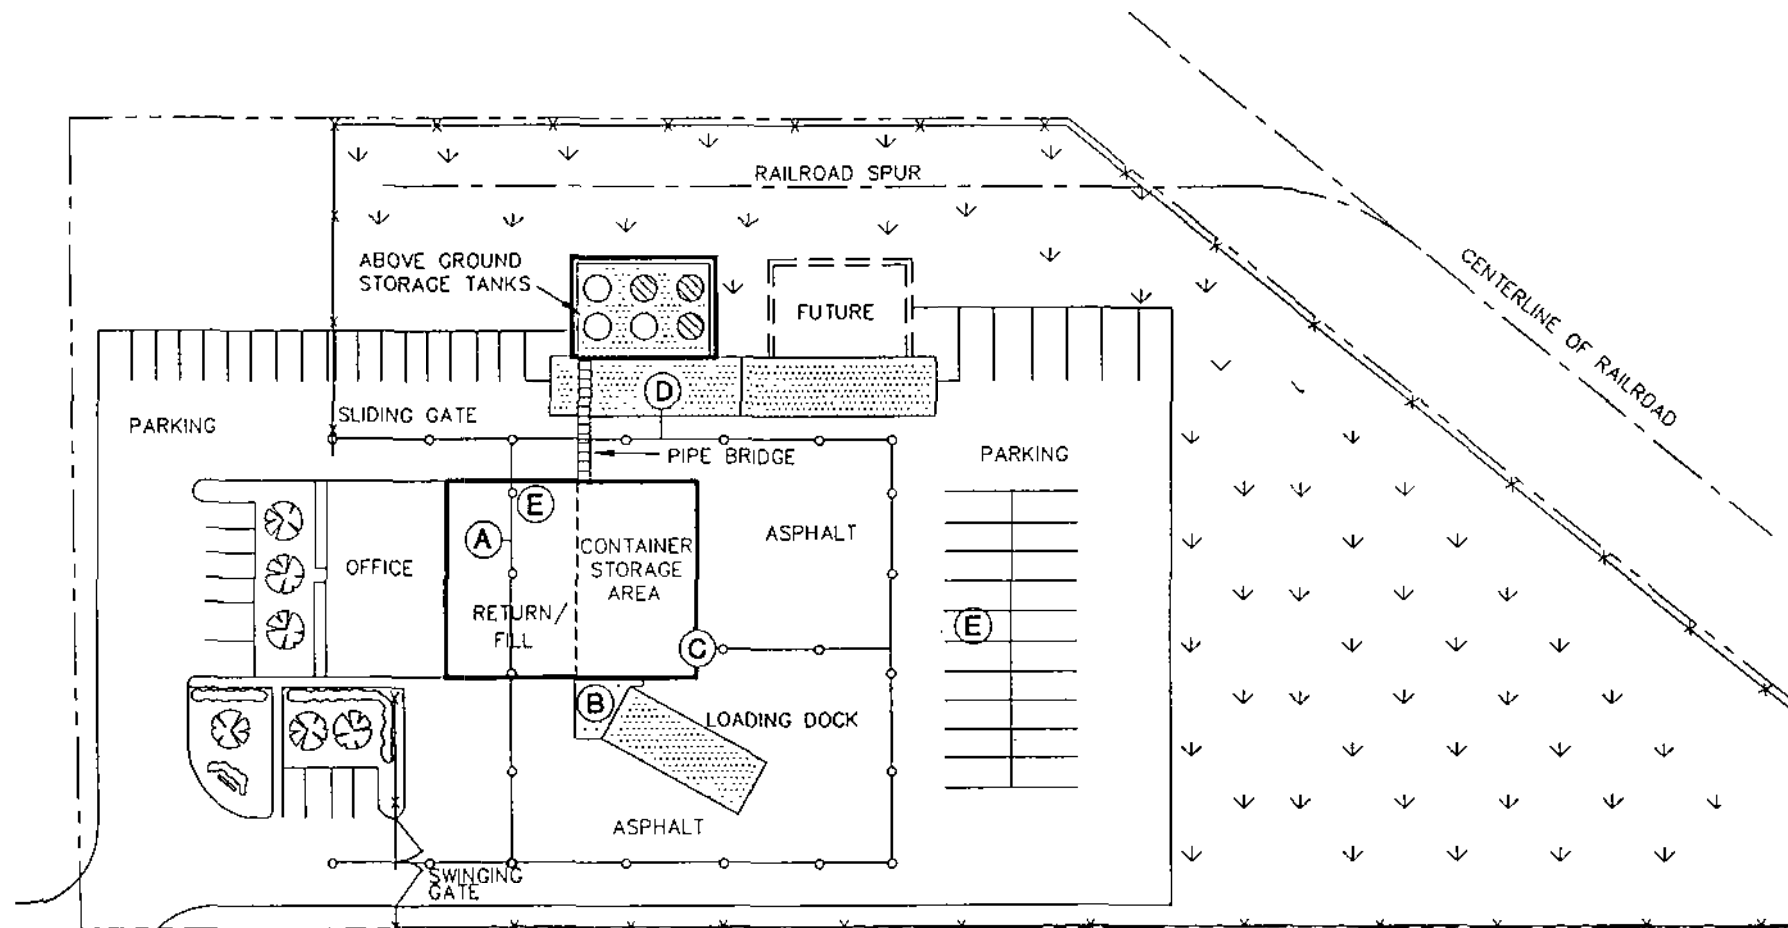 RAILROAD SPUR
ABOVE GROUND
STORAGE TANKS
CENTERLINE OF RAILROAD
FUTURE
D
PARKING
SLIDING GATE
PIPE BRIDGE
PARKING
E
A
ASPHALT
CONTAINER
STORAGE
AREA
OFFICE
RETURN/
FILL
E
C
B
LOADING DOCK
ASPHALT
SWINGING
GATE